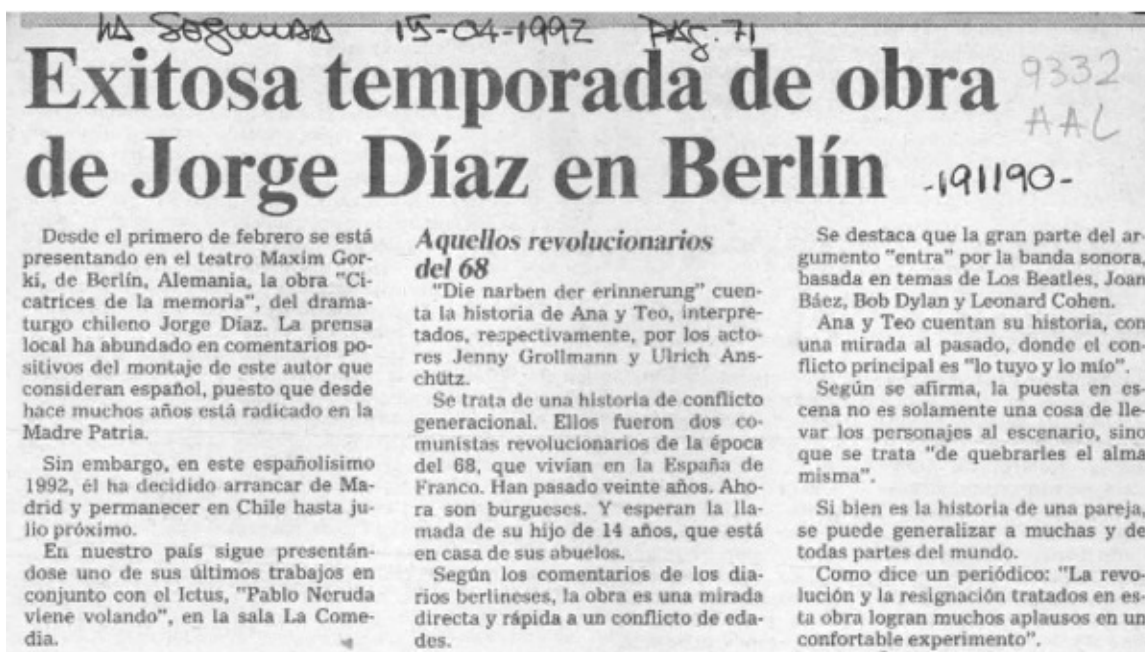 LA SEGUNDA 15-04-1992 PÁG. 71
Exitosa temporada de obra
de Jorge Díaz en Berlín
9332
AAL
-191190-
Desde el primero de febrero se está
presentando en el teatro Maxim Gor-
ki, de Berlín, Alemania, la obra "Ci-
catrices de la memoria", del drama-
turgo chileno Jorge Díaz. La prensa
local ha abundado en comentarios po-
sitivos del montaje de este autor que
consideran español, puesto que desde
hace muchos años está radicado en la
Madre Patria.
Sin embargo, en este españolísimo
1992, él ha decidido arrancar de Ma-
drid y permanecer en Chile hasta ju-
lio próximo.
En nuestro país sigue presentán-
dose uno de sus últimos trabajos en
conjunto con el Ictus, "Pablo Neruda
viene volando", en la sala La Come-
dia.
Aquellos revolucionarios
del 68
"Die narben der erinnerung" cuen-
ta la historia de Ana y Teo, interpre-
tados, respectivamente, por los acto-
res Jenny Grollmann y Ulrich Ans-
chütz.
Se trata de una historia de conflicto
generacional. Ellos fueron dos co-
munistas revolucionarios de la época
del 68, que vivían en la España de
Franco. Han pasado veinte años. Aho-
ra son burgueses. Y esperan la lla-
mada de su hijo de 14 años, que está
en casa de sus abuelos.
Según los comentarios de los dia-
rios berlineses, la obra es una mirada
directa y rápida a un conflicto de eda-
des.
Se destaca que la gran parte del ar-
gumento "entra" por la banda sonora,
basada en temas de Los Beatles, Joan
Báez, Bob Dylan y Leonard Cohen.
Ana y Teo cuentan su historia, con
una mirada al pasado, donde el con-
flicto principal es "lo tuyo y lo mío".
Según se afirma, la puesta en es-
cena no es solamente una cosa de lle-
var los personajes al escenario, sino
que se trata "de quebrarles el alma
misma".
Si bien es la historia de una pareja,
se puede generalizar a muchas y de
todas partes del mundo.
Como dice un periódico: "La revo-
lución y la resignación tratados en es-
ta obra logran muchos aplausos en un
confortable experimento".